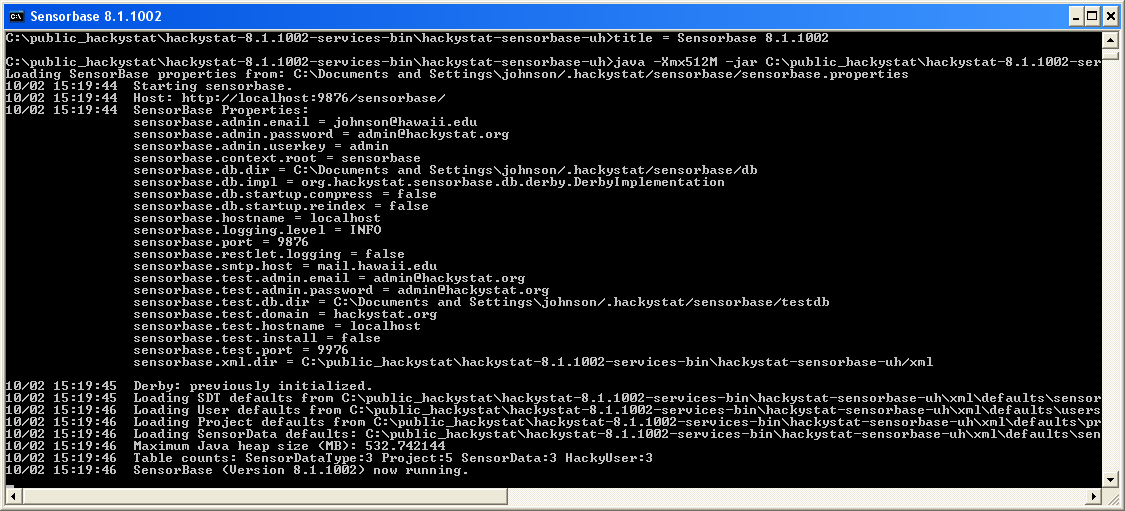 Sensorbase 8.1.1002
C:\public_hackystat\hackystat-8.1.1002-services-bin\hackystat-sensorbase-uh>title = Sensorbase 8.1.1002
C:\public_hackystat\hackystat-8.1.1002-services-bin\hackystat-sensorbase-uh>java -Xmx512M -jar C:\public_hackystat\hackystat-8.1.1002-ser
Loading SensorBase properties from: C:\Documents and Settings\johnson/.hackystat/sensorbase/sensorbase.properties
10/02 15:19:44  Starting sensorbase.
10/02 15:19:44  Host: http://localhost:9876/sensorbase/
10/02 15:19:44  SensorBase Properties:
sensorbase.admin.email = johnson@hawaii.edu
sensorbase.admin.password = admin@hackystat.org
sensorbase.admin.userkey = admin
sensorbase.context.root = sensorbase
sensorbase.db.dir = C:\Documents and Settings\johnson/.hackystat/sensorbase/db
sensorbase.db.impl = org.hackystat.sensorbase.db.derby.DerbyImplementation
sensorbase.db.startup.compress = false
sensorbase.db.startup.reindex = false
sensorbase.hostname = localhost
sensorbase.logging.level = INFO
sensorbase.port = 9876
sensorbase.restlet.logging = false
sensorbase.smtp.host = mail.hawaii.edu
sensorbase.test.admin.email = admin@hackystat.org
sensorbase.test.admin.password = admin@hackystat.org
sensorbase.test.db.dir = C:\Documents and Settings\johnson/.hackystat/sensorbase/testdb
sensorbase.test.domain = hackystat.org
sensorbase.test.hostname = localhost
sensorbase.test.install = false
sensorbase.test.port = 9976
sensorbase.xml.dir = C:\public_hackystat\hackystat-8.1.1002-services-bin\hackystat-sensorbase-uh/xml
10/02 15:19:45  Derby: previously initialized.
10/02 15:19:45  Loading SDT defaults from C:\public_hackystat\hackystat-8.1.1002-services-bin\hackystat-sensorbase-uh\xml\defaults\sensor
10/02 15:19:46  Loading User defaults from C:\public_hackystat\hackystat-8.1.1002-services-bin\hackystat-sensorbase-uh\xml\defaults\users
10/02 15:19:46  Loading Project defaults from C:\public_hackystat\hackystat-8.1.1002-services-bin\hackystat-sensorbase-uh\xml\defaults\pr
10/02 15:19:46  Loading SensorData defaults: C:\public_hackystat\hackystat-8.1.1002-services-bin\hackystat-sensorbase-uh\xml\defaults\sen
10/02 15:19:46  Maximum Java heap size (MB): 532.742144
10/02 15:19:46  Table counts: SensorDataType:3 Project:5 SensorData:3 HackyUser:3
10/02 15:19:46  SensorBase (Version 8.1.1002) now running.